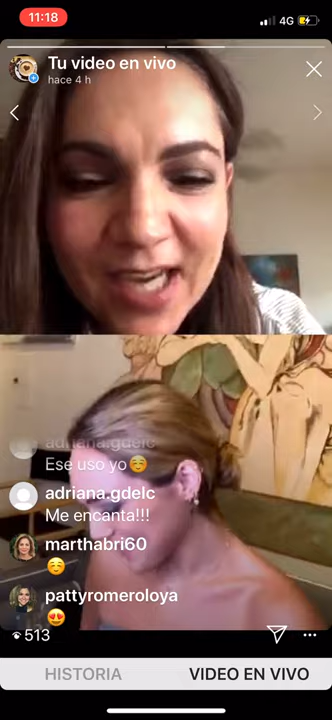 11:18
4G
Tu video en vivo
hace 4 h
adriana.gdelc
Ese uso yo
adriana.gdelc
Me encanta!!!
marthabri60
pattyromeroloya
513
HISTORIA
VIDEO EN VIVO